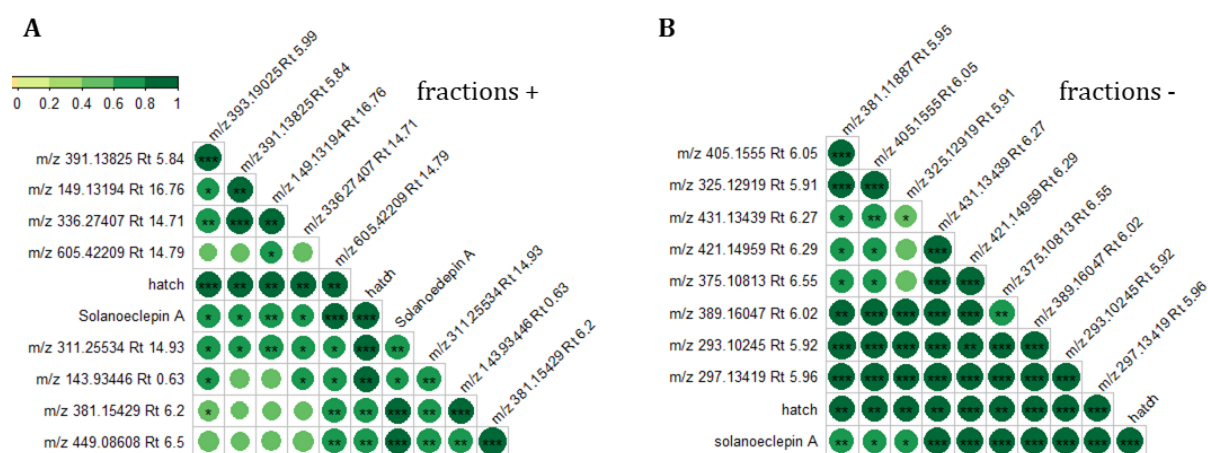 A
0 0.2 0.4 0.6 0.8 1
fractions +
m/z 393.19025 Rt 5.99
m/z 391.13825 Rt 5.84
m/z 149.13194 Rt 16.76
m/z 336.27407 Rt 14.71
m/z 605.42209 Rt 14.79
hatch
Solanoedepin A
m/z 311.25534 Rt 14.93
m/z 143.93446 Rt 0.63
m/z 381.15429 Rt 6.2
m/z 391.13825 Rt 5.84 ***
m/z 149.13194 Rt 16.76 * **
m/z 336.27407 Rt 14.71 ** *** **
m/z 605.42209 Rt 14.79 *
hatch *** ** ** ** **
Solanoeclepin A * * ** * *** ***
m/z 311.25534 Rt 14.93 * * ** * * *** **
m/z 143.93446 Rt 0.63 * * * ** * **
m/z 381.15429 Rt 6.2 * ** ** *** ** ***
m/z 449.08608 Rt 6.5 ** ** *** ** ** ***
B
fractions -
m/z 381.11887 Rt 5.95
m/z 405.1555 Rt 6.05
m/z 325.12919 Rt 5.91
m/z 431.13439 Rt 6.27
m/z 421.14959 Rt 6.29
m/z 375.10813 Rt 6.55
m/z 389.16047 Rt 6.02
m/z 293.10245 Rt 5.92
m/z 297.13419 Rt 5.96
hatch
m/z 405.1555 Rt 6.05 ***
m/z 325.12919 Rt 5.91 *** ***
m/z 431.13439 Rt 6.27 * ** *
m/z 421.14959 Rt 6.29 * * ***
m/z 375.10813 Rt 6.55 * * *** ***
m/z 389.16047 Rt 6.02 ** *** *** *** *** **
m/z 293.10245 Rt 5.92 *** *** *** *** ** ** ***
m/z 297.13419 Rt 5.96 *** *** *** *** *** *** *** ***
hatch ** ** ** ** *** *** *** *** ***
solanoeclepin A ** * * *** *** *** *** *** *** ***